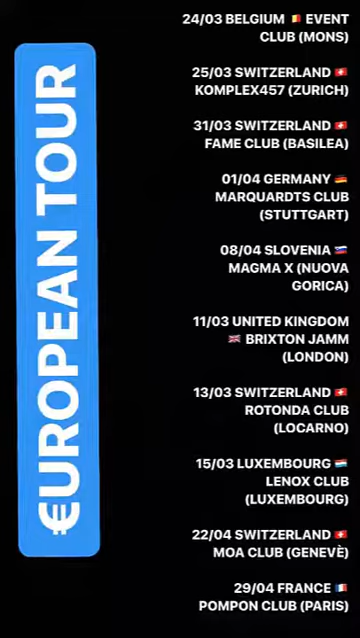 €UROPEAN TOUR
24/03 BELGIUM 🇧🇪 EVENT
CLUB (MONS)
25/03 SWITZERLAND 🇨🇭
KOMPLEX457 (ZURICH)
31/03 SWITZERLAND 🇨🇭
FAME CLUB (BASILEA)
01/04 GERMANY 🇩🇪
MARQUARDTS CLUB
(STUTTGART)
08/04 SLOVENIA 🇸🇮
MAGMA X (NUOVA
GORICA)
11/03 UNITED KINGDOM
🇬🇧 BRIXTON JAMM
(LONDON)
13/03 SWITZERLAND 🇨🇭
ROTONDA CLUB
(LOCARNO)
15/03 LUXEMBOURG 🇱🇺
LENOX CLUB
(LUXEMBOURG)
22/04 SWITZERLAND 🇨🇭
MOA CLUB (GENEVÈ)
29/04 FRANCE 🇫🇷
POMPON CLUB (PARIS)